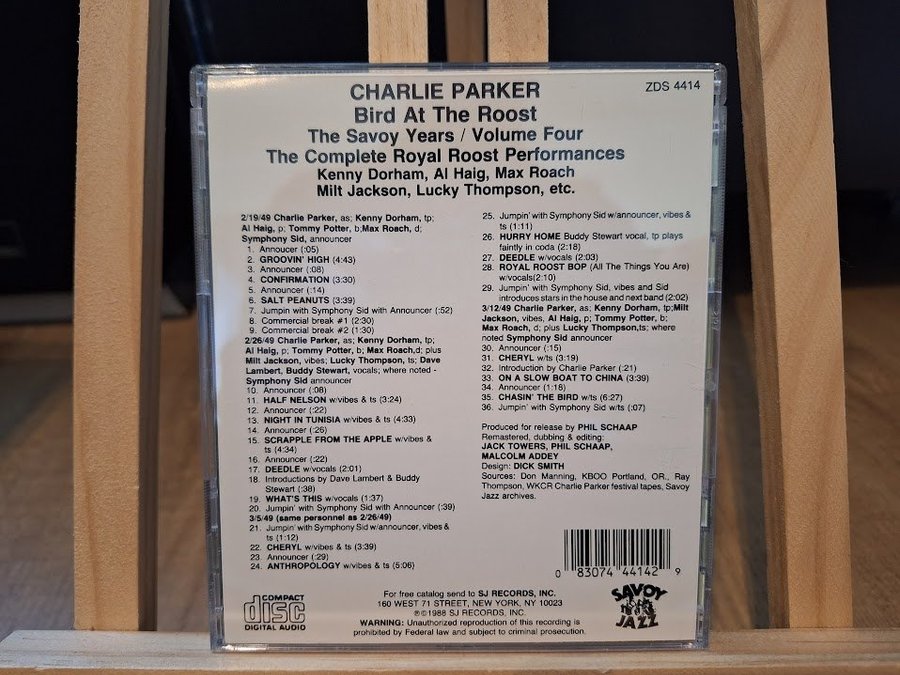 CHARLIE PARKER
ZDS 4414
Bird At The Roost
The Savoy Years / Volume Four
The Complete Royal Roost Performances
Kenny Dorham, Al Haig, Max Roach
Milt Jackson, Lucky Thompson, etc.
2/19/49 Charlie Parker, as; Kenny Dorham, tp;
Al Haig, p; Tommy Potter, b; Max Roach, d;
Symphony Sid, announcer
1. Annoucer (:05)
2. GROOVIN' HIGH (4:43)
3. Announcer (:08)
4. CONFIRMATION (3:30)
5. Announcer (:14)
6. SALT PEANUTS (3:39)
7. Jumpin with Symphony Sid with Announcer (:52)
8 Commercial break #1 (2:30)
9. Commercial break #2 (1:30)
2/26/49 Charlie Parker, as; Kenny Dorham, tp;
Al Haig, p; Tommy Potter, b; Max Roach,d; plus
Milt Jackson, vibes; Lucky Thompson, ts; Dave
Lambert, Buddy Stewart, vocals; where noted -
Symphony Sid announcer
10. Announcer (:08)
11. HALF NELSON w/vibes & ts (3:24)
12. Announcer (:22)
13. NIGHT IN TUNISIA w/vibes & ts (4:33)
14. Announcer (:26)
15. SCRAPPLE FROM THE APPLE w/vibes &
ts (4:34)
16. Announcer (:22)
17. DEEDLE w/vocals (2:01)
18. Introductions by Dave Lambert & Buddy
Stewart (:38)
19. WHAT'S THIS w/vocals (1:37)
20. Jumpin' with Symphony Sid with Announcer (:39)
3/5/49 (same personnel as 2/26/49)
21. Jumpin' with Symphony Sid w/announcer, vibes &
ts (1:12)
22. CHERYL w/vibes & ts (3:39)
23. Announcer (:29)
24. ANTHROPOLOGY w/vibes & ts (5:06)
25. Jumpin' with Symphony Sid w/announcer, vibes &
ts (1:11)
26. HURRY HOME Buddy Stewart vocal, tp plays
faintly in coda (2:18)
27. DEEDLE w/vocals (2:03)
28. ROYAL ROOST BOP (All The Things You Are)
w/vocals(2:10)
29. Jumpin' with Symphony Sid, vibes and Sid
introduces stars in the house and next band (2:02)
3/12/49 Charlie Parker, as; Kenny Dorham, tp;Milt
Jackson, vibes, Al Haig, p; Tommy Potter, b;
Max Roach, d; plus Lucky Thompson,ts; where
noted Symphony Sid announcer
30. Announcer (:15)
31. CHERYL w/ts (3:19)
32. Introduction by Charlie Parker (:21)
33. ON A SLOW BOAT TO CHINA (3:39)
34. Announcer (1:18)
35. CHASIN' THE BIRD w/ts (6:27)
36. Jumpin' with Symphony Sid w/ts (:07)
Produced for release by PHIL SCHAAP
Remastered, dubbing & editing:
JACK TOWERS, PHIL SCHAAP,
MALCOLM ADDEY
Design: DICK SMITH
Sources: Don Manning, KBOO Portland, OR., Ray
Thompson, WKCR Charlie Parker festival tapes, Savoy
Jazz archives.
0 83074 44142 9
COMPACT
disc
DIGITAL AUDIO
For free catalog send to SJ RECORDS, INC.
160 WEST 71 STREET, NEW YORK, NY 10023
℗©1988 SJ RECORDS, INC.
WARNING: Unauthorized reproduction of this recording is
prohibited by Federal law and subject to criminal prosecution.
SAVOY
JAZZ